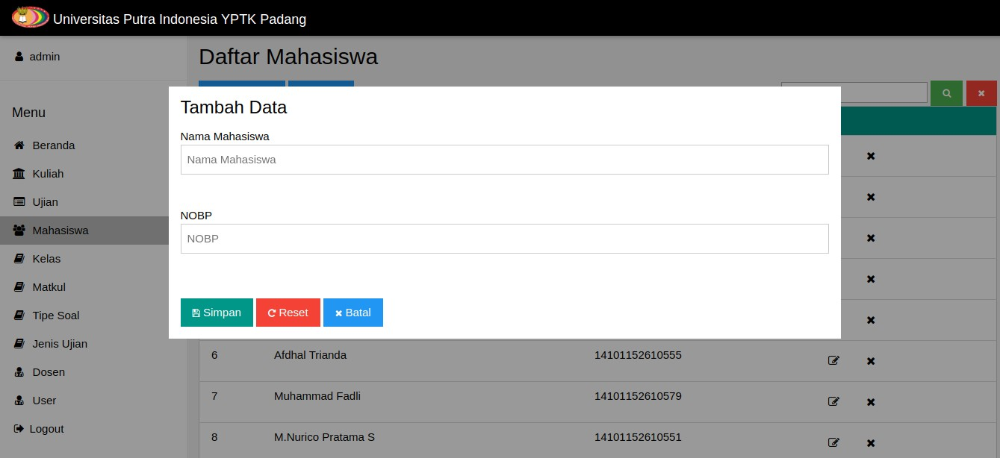 Universitas Putra Indonesia YPTK Padang
admin
Daftar Mahasiswa
Menu
Beranda
Kuliah
Ujian
Mahasiswa
Kelas
Matkul
Tipe Soal
Jenis Ujian
Dosen
User
Logout
Tambah Data
Nama Mahasiswa
Nama Mahasiswa
NOBP
NOBP
Simpan Reset Batal
6 Afdhal Trianda 14101152610555
7 Muhammad Fadli 14101152610579
8 M.Nurico Pratama S 14101152610551